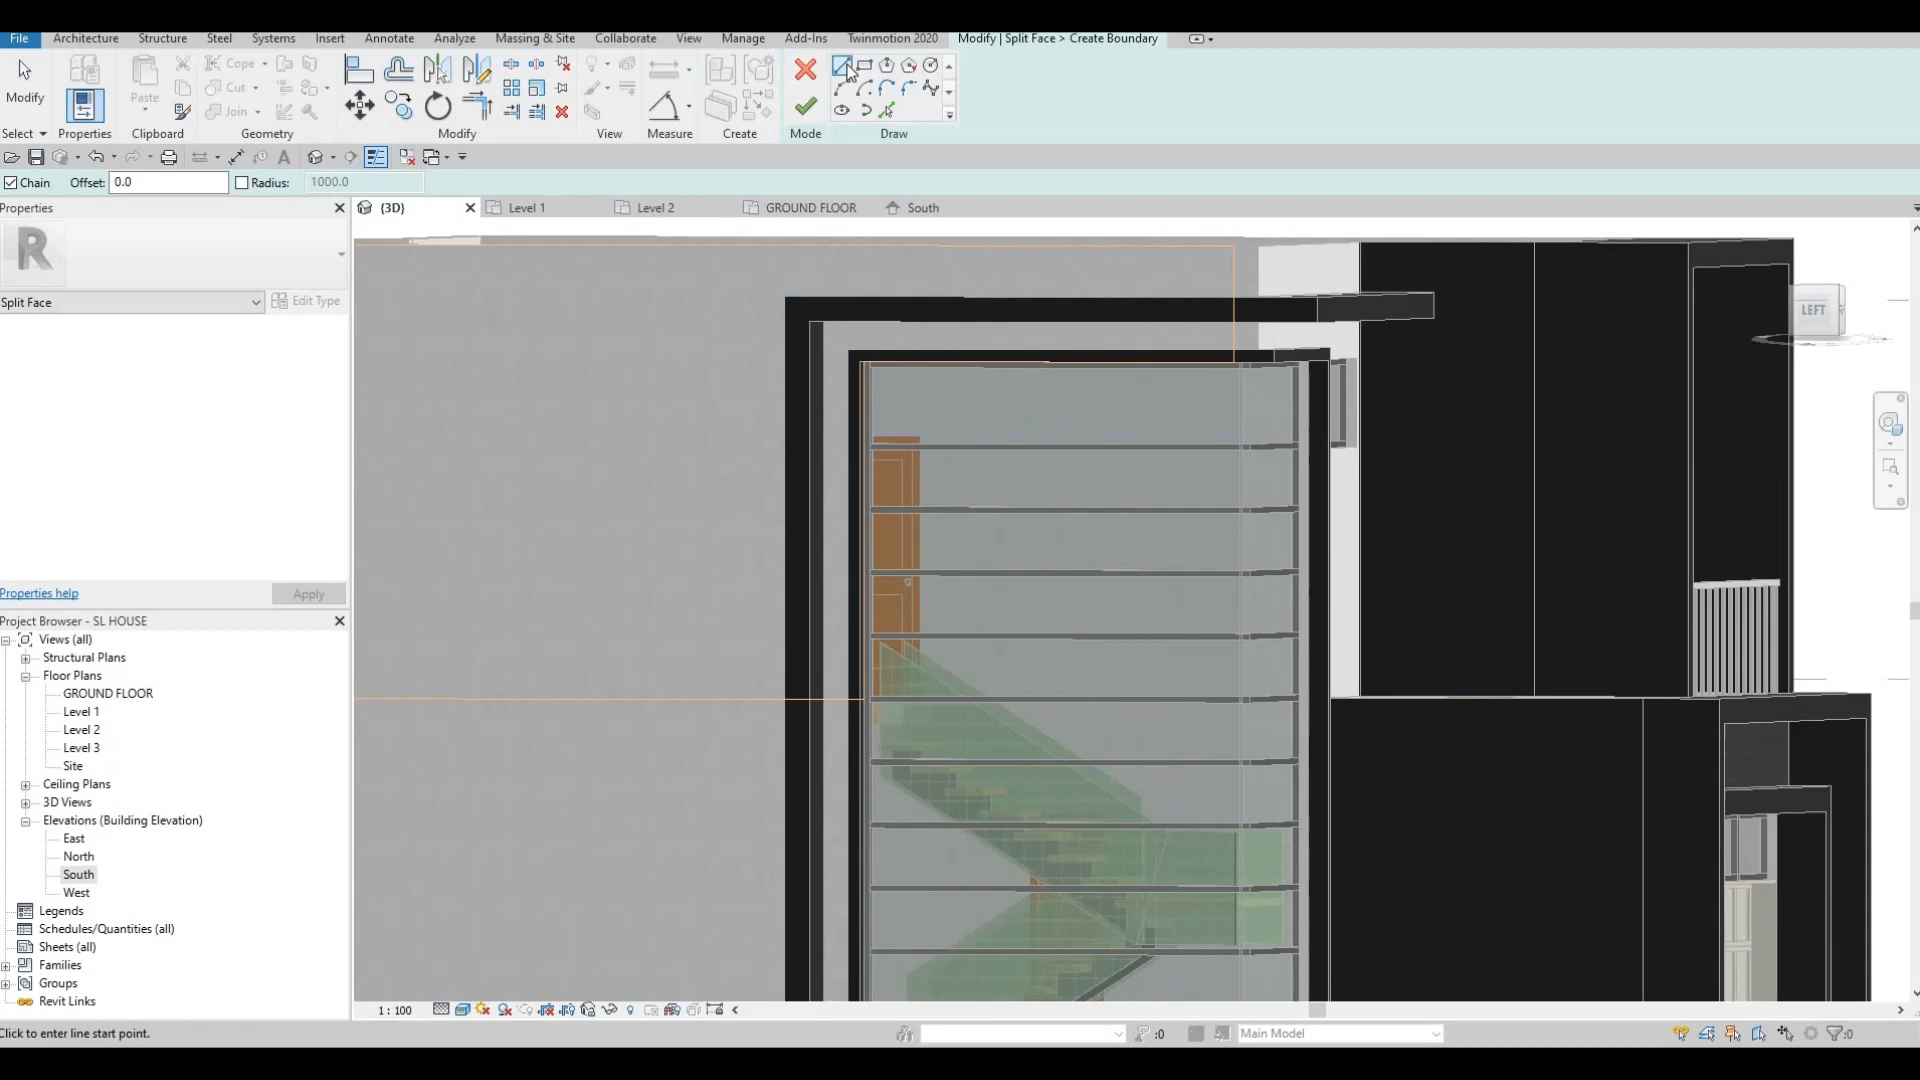 File Architecture Structure Steel Systems Insert Annotate Analyze Massing & Site Collaborate View Manage Add-Ins Twinmotion 2020 Modify | Split Face > Create Boundary
Modify
Paste
Cope
Cut
Join
Select Properties Clipboard Geometry Modify View Measure Create Mode Draw
Chain Offset: 0.0 Radius: 1000.0
Properties
{3D} Level 1 Level 2 GROUND FLOOR South
R
Split Face Edit Type
LEFT
Properties help Apply
Project Browser - SL HOUSE
Views (all)
Structural Plans
Floor Plans
GROUND FLOOR
Level 1
Level 2
Level 3
Site
Ceiling Plans
3D Views
Elevations (Building Elevation)
East
North
South
West
Legends
Schedules/Quantities (all)
Sheets (all)
Families
Groups
Revit Links
1 : 100
Click to enter line start point.
:0
Main Model
:0